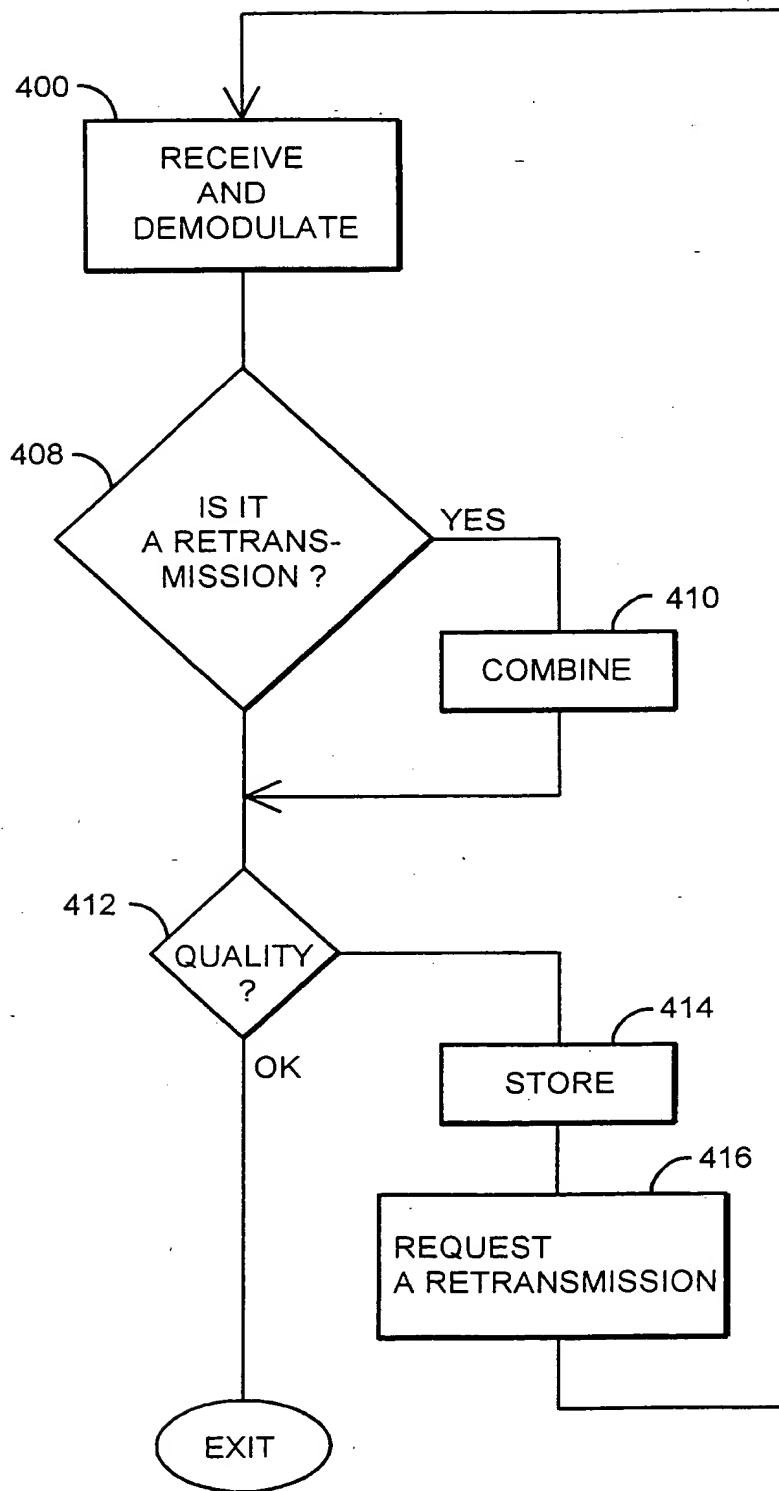 400
RECEIVE
AND
DEMODULATE
408
IS IT
A RETRANS-
MISSION ?
YES
410
COMBINE
412
QUALITY
?
OK
414
STORE
416
REQUEST
A RETRANSMISSION
EXIT